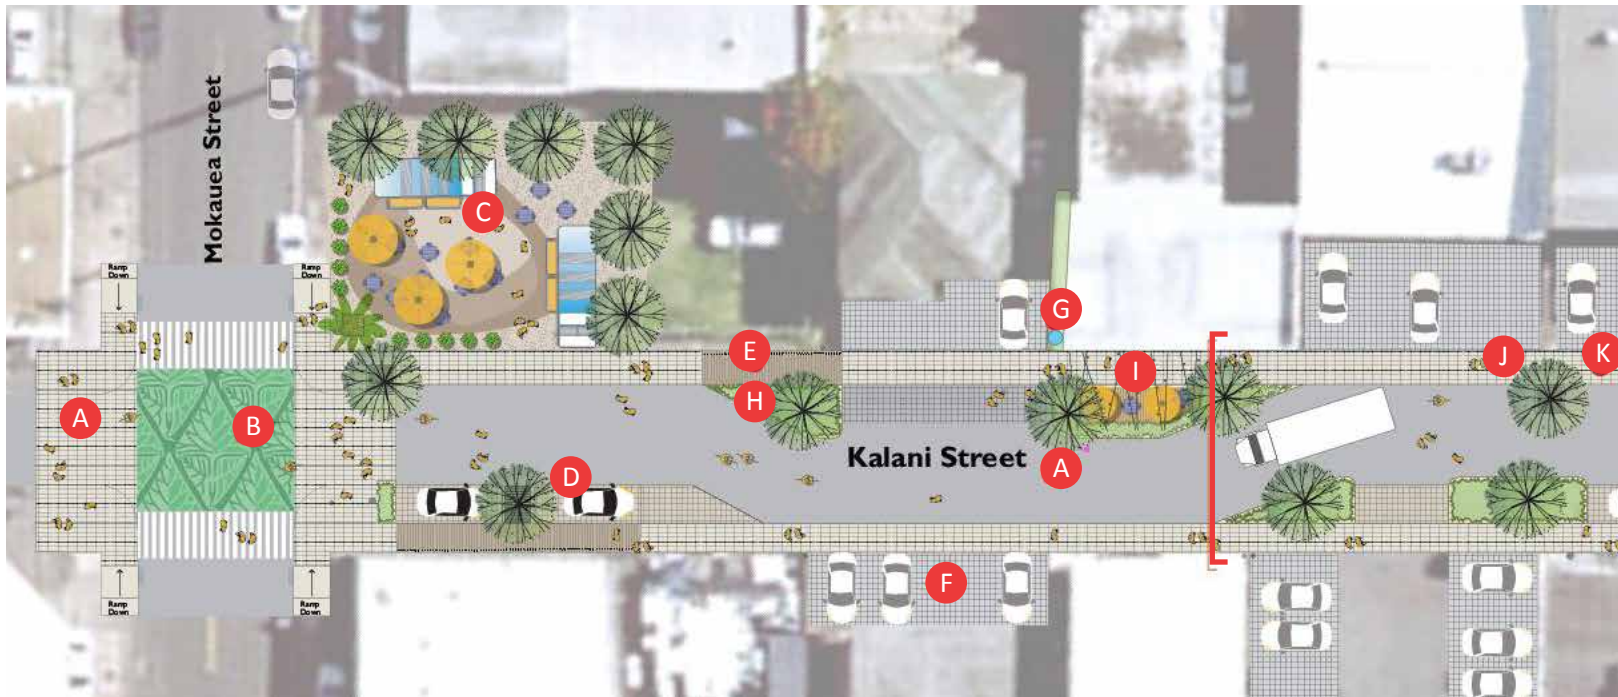 Mokauea Street
C
Ramp
Down
Ramp
Down
G
E
J
K
I
H
A
B
Kalani Street
A
D
F
Ramp
Down
Ramp
Down